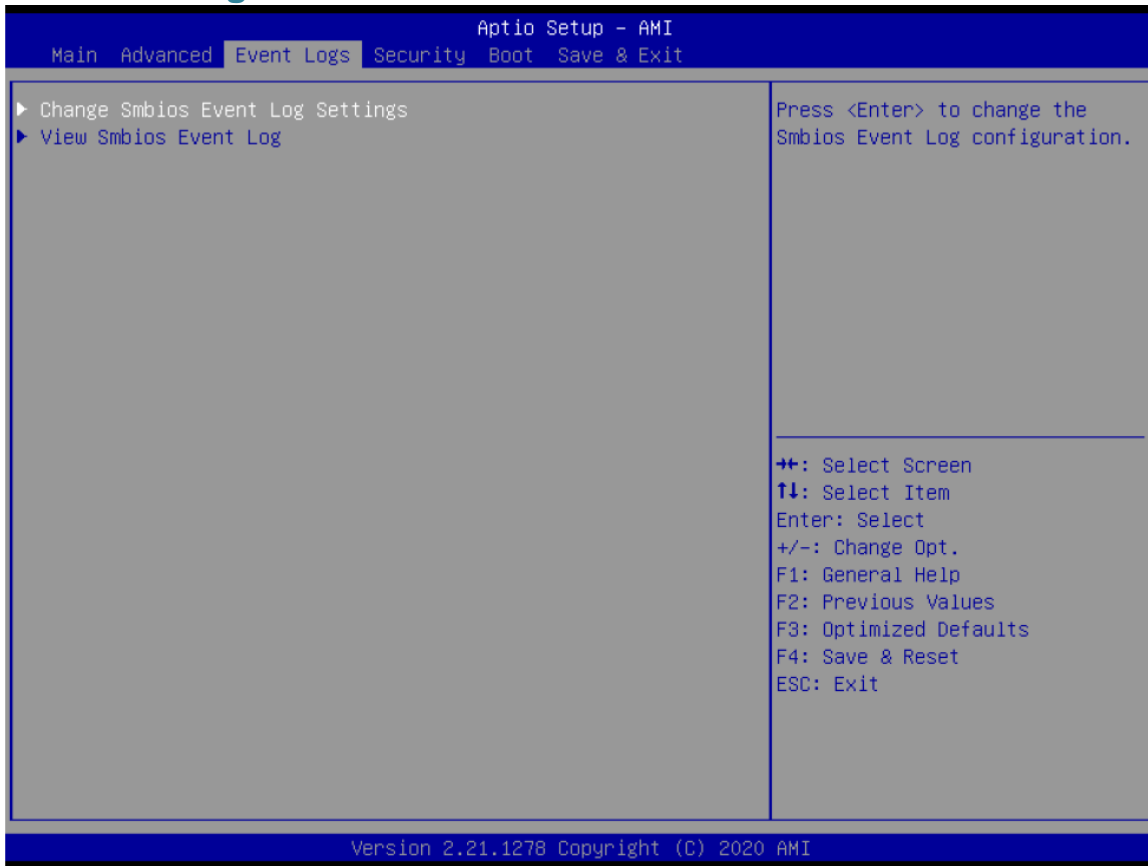 Aptio Setup – AMI
Main Advanced Event Logs Security Boot Save & Exit
▶ Change Smbios Event Log Settings
▶ View Smbios Event Log
Press <Enter> to change the
Smbios Event Log configuration.
→←: Select Screen
↑↓: Select Item
Enter: Select
+/-: Change Opt.
F1: General Help
F2: Previous Values
F3: Optimized Defaults
F4: Save & Reset
ESC: Exit
Version 2.21.1278 Copyright (C) 2020 AMI